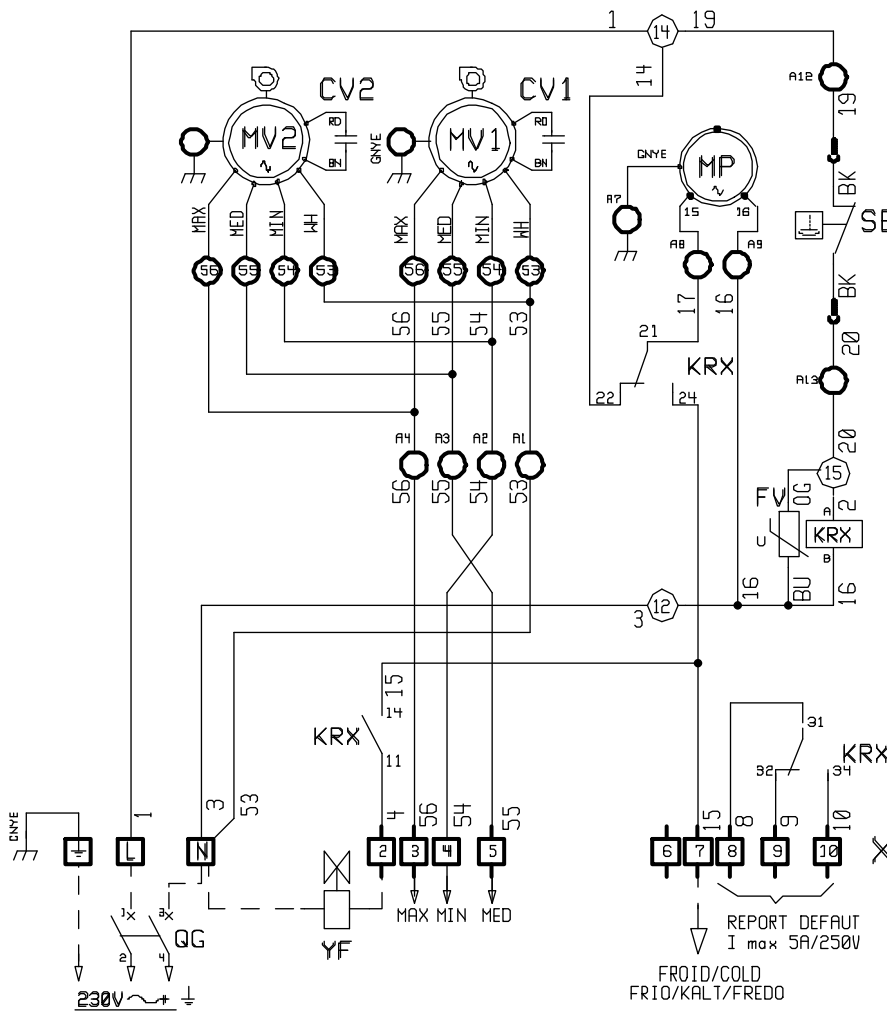 1
14
19
14
A12
19
CV2
CV1
MV2
RD
BN
GNYE
MV1
RD
BN
GNYE
MP
BK
A7
15
16
SE
MAX
MED
MIN
WH
MAX
MED
MIN
WH
A8
A9
56
55
54
53
56
55
54
53
17
16
BK
56
55
54
53
21
20
KRX
A13
22
24
A4
A3
A2
A1
20
56
55
54
53
15
FV
OG
A
2
U
KRX
B
16
BU
16
12
3
15
14
KRX
11
31
32
34
KRX
GNYE
1
3
53
4
56
54
55
15
8
9
10
L
N
2
3
4
5
6
7
8
9
10
X
MAX
MIN
MED
1
3
QG
2
4
YF
REPORT DEFAUT
I max 5A/250V
230V
FROID/COLD
FRIO/KALT/FREDO